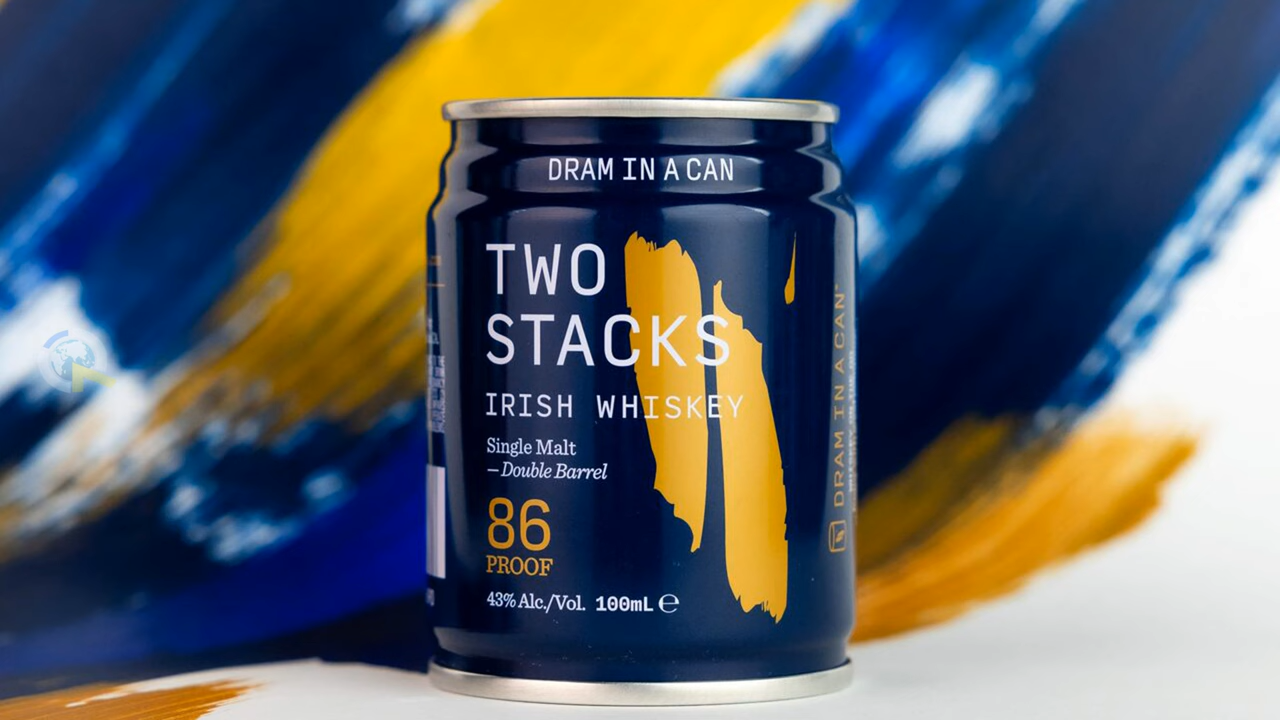 DRAM IN A CAN
TWO
STACKS
IRISH WHISKEY
Single Malt
— Double Barrel
86
PROOF
43% Alc./Vol. 100mL ℮
DRAM IN A CAN